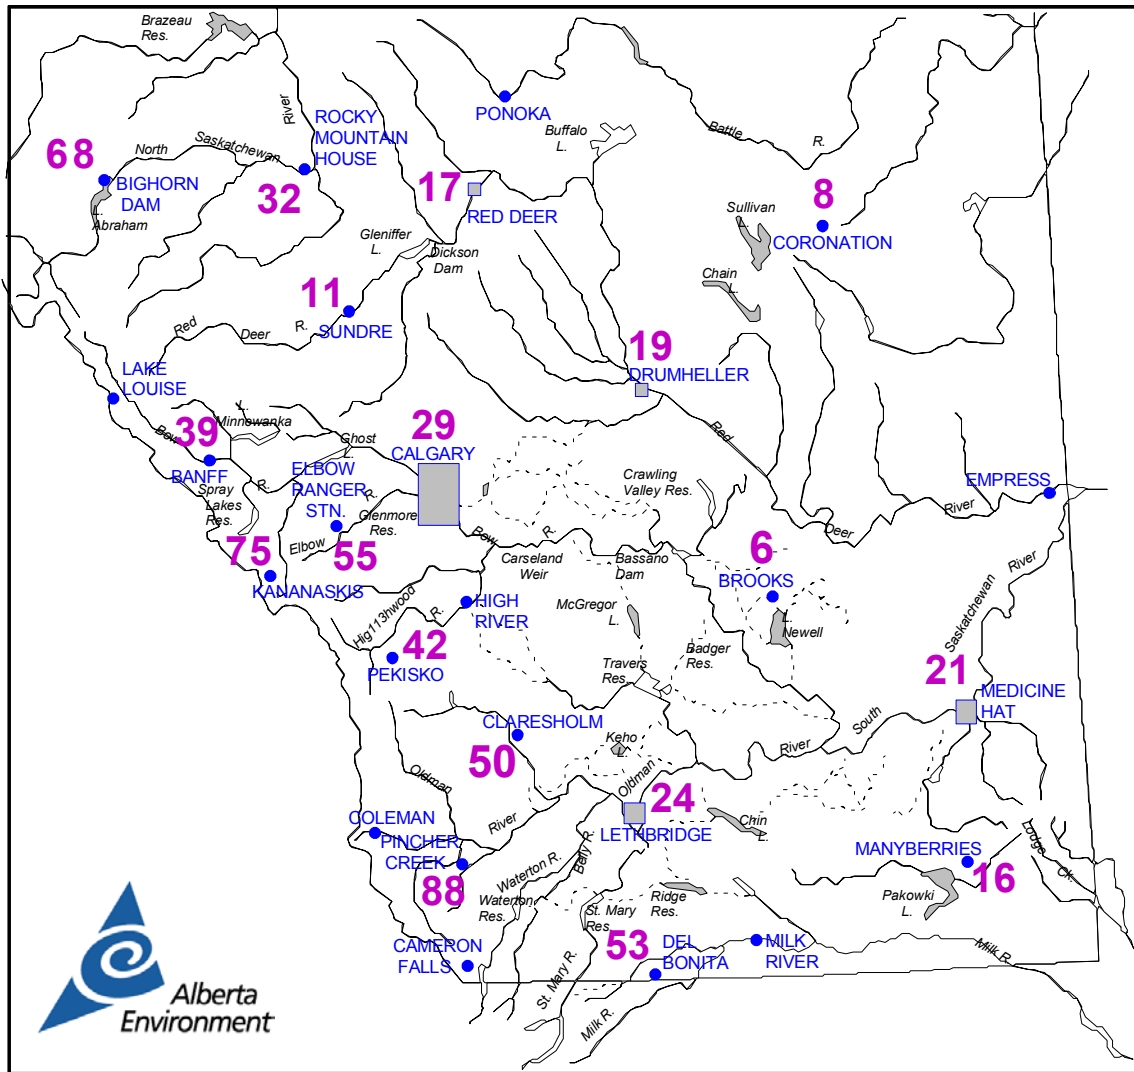 Brazeau
Res.
River
ROCKY
MOUNTAIN
HOUSE
PONOKA
Buffalo
L.
Battle
R.
68
North
Saskatchewan
BIGHORN
DAM
L.
Abraham
32
17
RED DEER
8
Sullivan
L.
CORONATION
Gleniffer
L.
Dickson
Dam
Chain
L.
11
SUNDRE
Red
Deer
R.
19
DRUMHELLER
LAKE
LOUISE
L.
Minnewanka
Bow
39
BANFF
R.
Ghost
L.
29
CALGARY
Red
Deer
River
EMPRESS
ELBOW
RANGER
STN.
R.
Spray
Lakes
Res.
Glenmore
Res.
Elbow
55
Crawling
Valley Res.
Bow
R.
Carseland
Weir
Bassano
Dam
6
BROOKS
L.
Newell
75
KANANASKIS
Hig113hwood
R.
HIGH
RIVER
McGregor
L.
42
PEKISKO
Travers
Res.
Badger
Res.
Saskatchewan
River
21
MEDICINE
HAT
South
River
CLARESHOLM
50
Keho
L.
Oldman
Oldman
River
24
LETHBRIDGE
Chin
L.
COLEMAN
PINCHER
CREEK
88
Waterton R.
Waterton
Res.
Belly R.
MANYBERRIES
16
Lodge
Ck.
Pakowki
L.
St. Mary
Res.
Ridge
Res.
53
DEL
BONITA
MILK
RIVER
Milk R.
CAMERON
FALLS
St. Mary R.
Milk R.
Alberta
Environment